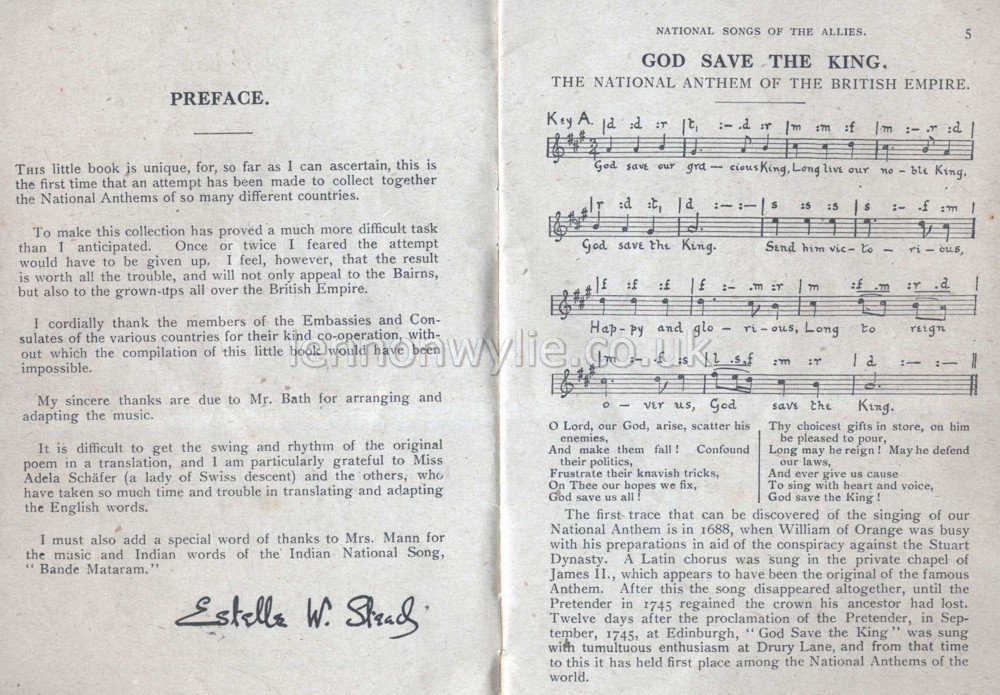 PREFACE.
THIS little book is unique, for, so far as I can ascertain, this is
the first time that an attempt has been made to collect together
the National Anthems of so many different countries.
To make this collection has proved a much more difficult task
than I anticipated. Once or twice I feared the attempt
would have to be given up. I feel, however, that the result
is worth all the trouble, and will not only appeal to the Bairns,
but also to the grown-ups all over the British Empire.
I cordially thank the members of the Embassies and Con-
sulates of the various countries for their kind co-operation, with-
out which the compilation of this little book would have been
impossible.
My sincere thanks are due to Mr. Bath for arranging and
adapting the music.
It is difficult to get the swing and rhythm of the original
poem in a translation, and I am particularly grateful to Miss
Adela Schäfer (a lady of Swiss descent) and the others, who
have taken so much time and trouble in translating and adapting
the English words.
I must also add a special word of thanks to Mrs. Mann for
the music and Indian words of the Indian National Song,
" Bande Mataram."
Estelle W. Stead
NATIONAL SONGS OF THE ALLIES. 5
GOD SAVE THE KING.
THE NATIONAL ANTHEM OF THE BRITISH EMPIRE.
Key A. |d :d :r |t, :- .d :r |m :m :f |m :- .r :d |
God save our gra — cious King, Long live our no - ble King,
|r :d :t, |d :- :- |s :s :s |s :- .f :m |
God save the King. Send him vic - to - ri - ous,
|f :f :f |f :- .m :r |m :f .m :r .d |
Hap - py and glo - ri - ous, Long to reign
|m :- .f :s |l .s,f :m :r |d :- :- ||
o - ver us, God save the King.
O Lord, our God, arise, scatter his
enemies,
And make them fall ! Confound
their politics,
Frustrate their knavish tricks,
On Thee our hopes we fix,
God save us all !
Thy choicest gifts in store, on him
be pleased to pour,
Long may he reign ! May he defend
our laws,
And ever give us cause
To sing with heart and voice,
God save the King !
The first trace that can be discovered of the singing of our
National Anthem is in 1688, when William of Orange was busy
with his preparations in aid of the conspiracy against the Stuart
Dynasty. A Latin chorus was sung in the private chapel of
James II., which appears to have been the original of the famous
Anthem. After this the song disappeared altogether, until the
Pretender in 1745 regained the crown his ancestor had lost.
Twelve days after the proclamation of the Pretender, in Sep-
tember, 1745, at Edinburgh, " God Save the King " was sung
with tumultuous enthusiasm at Drury Lane, and from that time
to this it has held first place among the National Anthems of the
world.
lennonwylie.co.uk